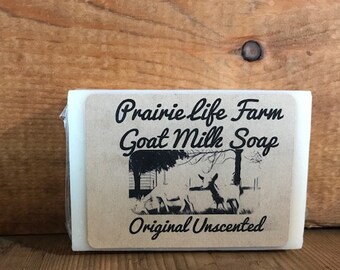 Prairie Life Farm
Goat Milk Soap
Original Unscented